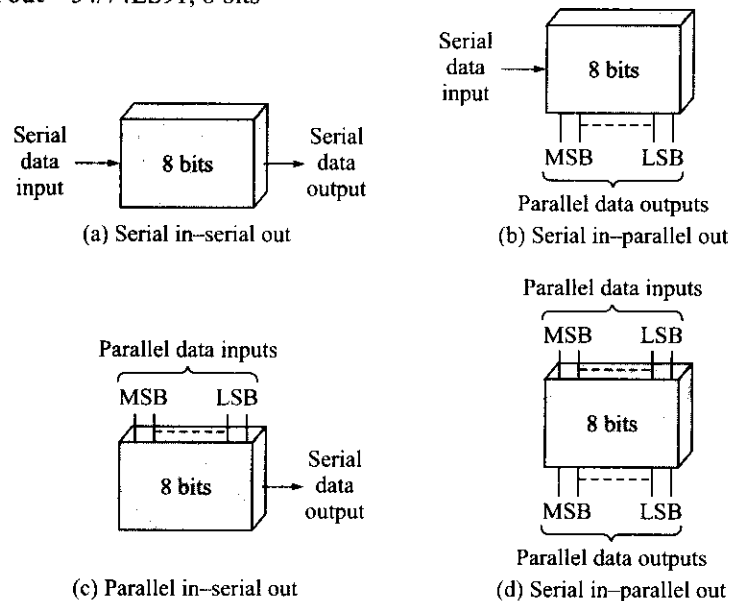 54/74LS91, 8 bits
Serial
data
input
8 bits
Serial
data
output
(a) Serial in–serial out
Serial
data
input
8 bits
MSB LSB
Parallel data outputs
(b) Serial in–parallel out
Parallel data inputs
MSB LSB
8 bits
Serial
data
output
(c) Parallel in–serial out
Parallel data inputs
MSB LSB
8 bits
MSB LSB
Parallel data outputs
(d) Serial in–parallel out